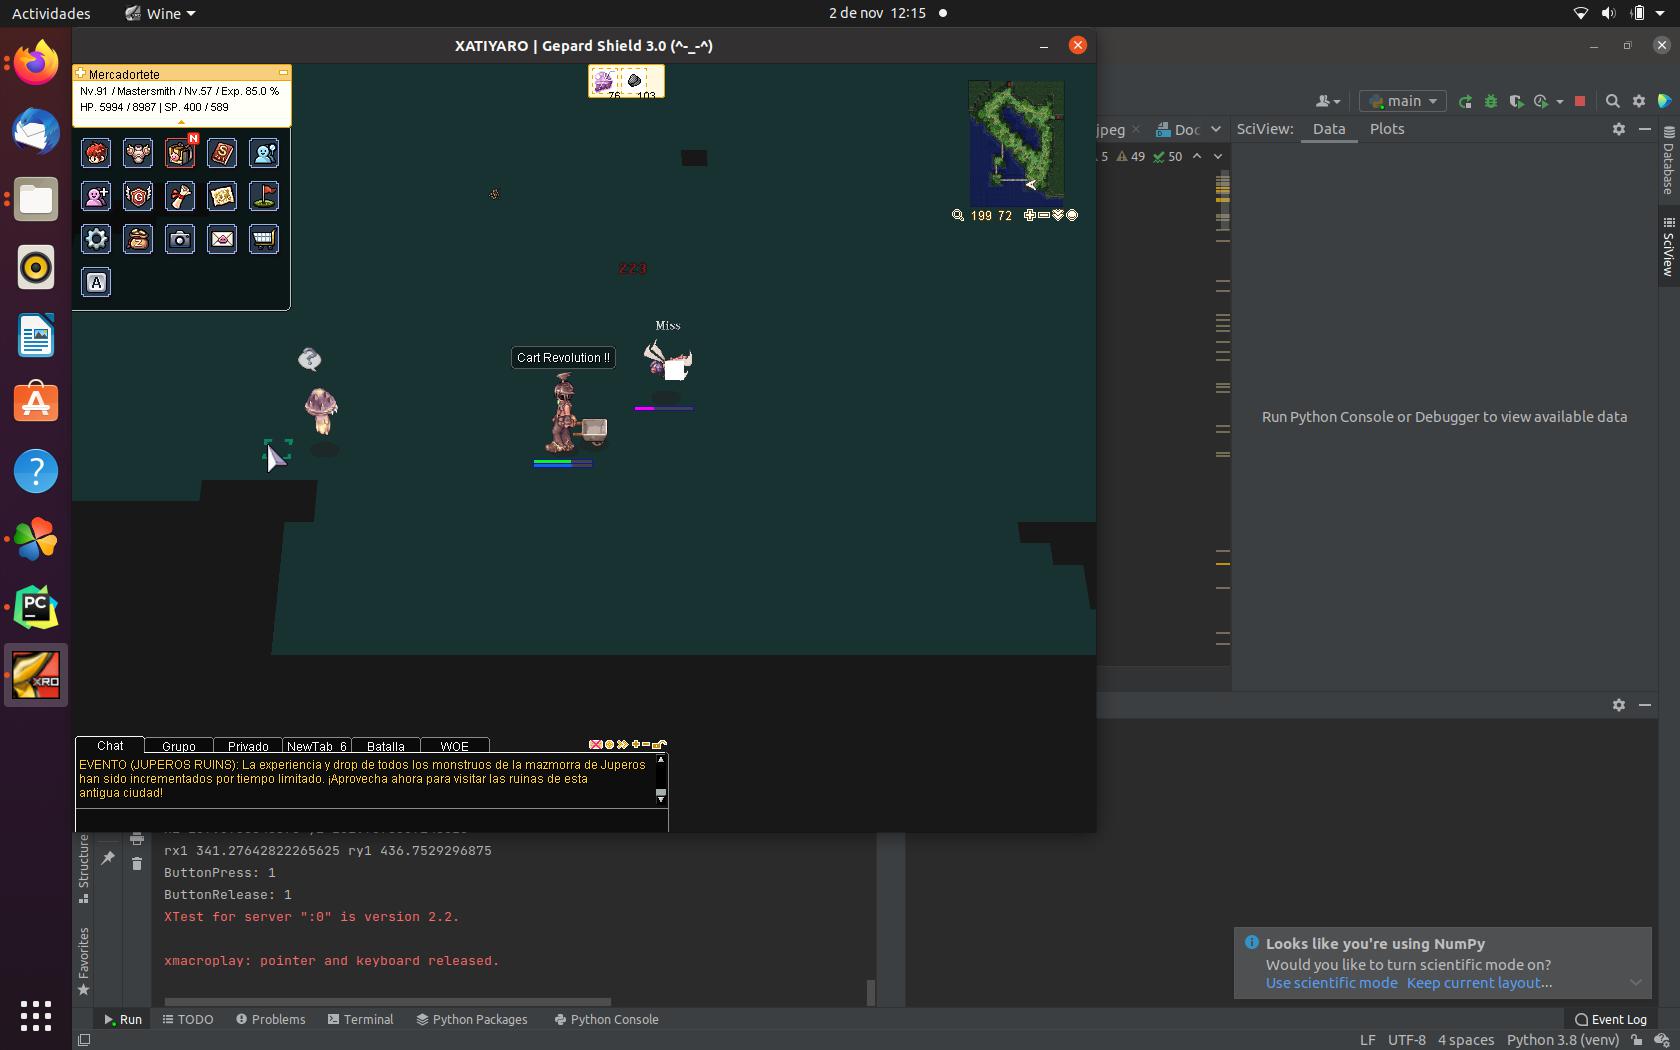 Actividades
Wine
2 de nov 12:15
XATIYARO | Gepard Shield 3.0 (^-_-^)
Mercadortete
Nv.91 / Mastersmith / Nv.57 / Exp. 85.0 %
HP. 5994 / 8987 | SP. 400 / 589
N
A
76
103
199 72
223
Miss
Cart Revolution !!
?
main
jpeg
Doc
5
49
50
SciView:
Data
Plots
Database
SciView
Run Python Console or Debugger to view available data
PC
XRO
Chat
Grupo
Privado
NewTab_6
Batalla
WOE
EVENTO (JUPEROS RUINS): La experiencia y drop de todos los monstruos de la mazmorra de Juperos
han sido incrementados por tiempo limitado. ¡Aprovecha ahora para visitar las ruinas de esta
antigua ciudad!
rx1 341.27642822265625 ry1 436.7529296875
ButtonPress: 1
ButtonRelease: 1
XTest for server ":0" is version 2.2.
xmacroplay: pointer and keyboard released.
Structure
Favorites
Looks like you're using NumPy
Would you like to turn scientific mode on?
Use scientific mode Keep current layout...
Run
TODO
Problems
Terminal
Python Packages
Python Console
Event Log
LF
UTF-8
4 spaces
Python 3.8 (venv)